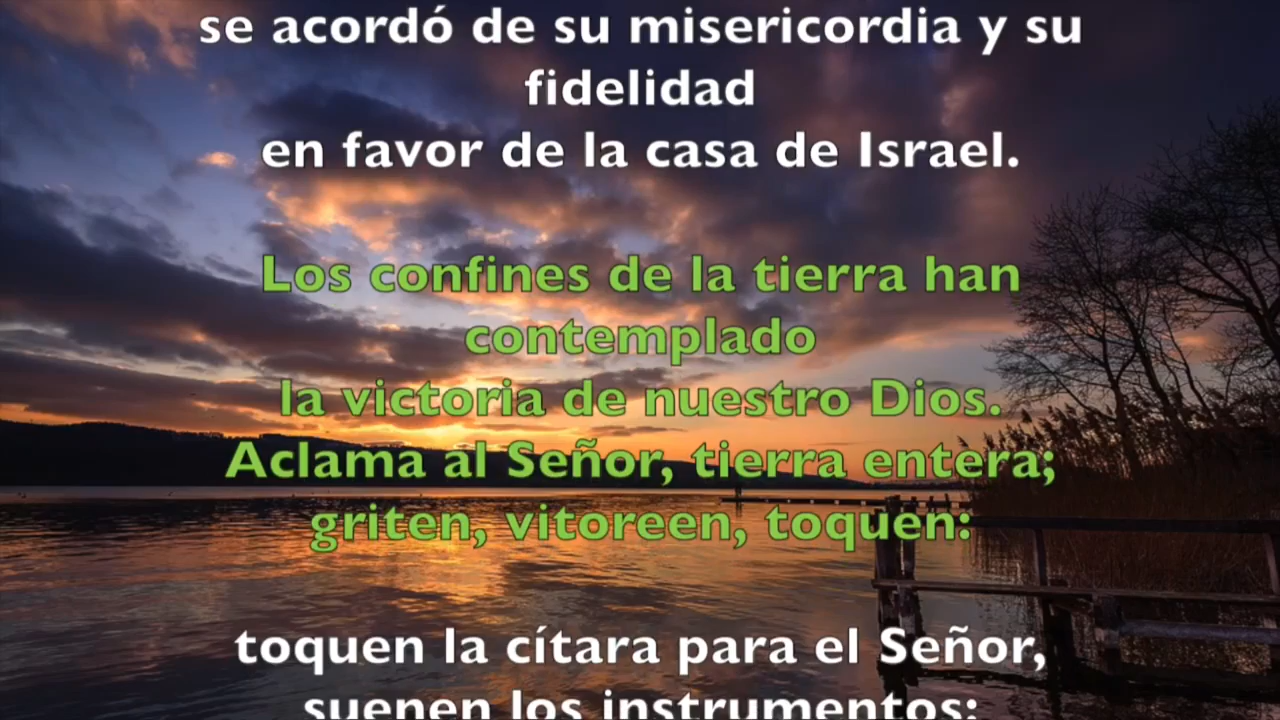 se acordó de su misericordia y su
fidelidad
en favor de la casa de Israel.
Los confines de la tierra han
contemplado
la victoria de nuestro Dios.
Aclama al Señor, tierra entera;
griten, vitoreen, toquen:
toquen la cítara para el Señor,
suenen los instrumentos: